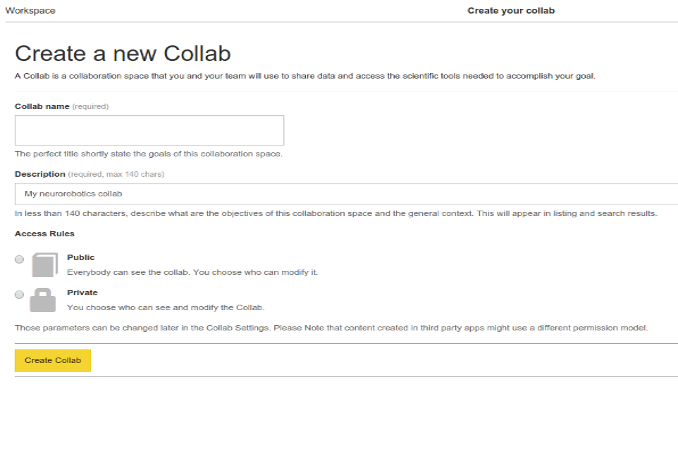 Workspace
Create your collab
Create a new Collab
A Collab is a collaboration space that you and your team will use to share data and access the scientific tools needed to accomplish your goal.
Collab name (required)
The perfect title shortly state the goals of this collaboration space.
Description (required, max 140 chars)
My neurorobotics collab
In less than 140 characters, describe what are the objectives of this collaboration space and the general context. This will appear in listing and search results.
Access Rules
Public
Everybody can see the collab. You choose who can modify it.
Private
You choose who can see and modify the Collab.
Those parameters can be changed later in the Collab Settings. Please Note that content created in third party apps might use a different permission model.
Create Collab